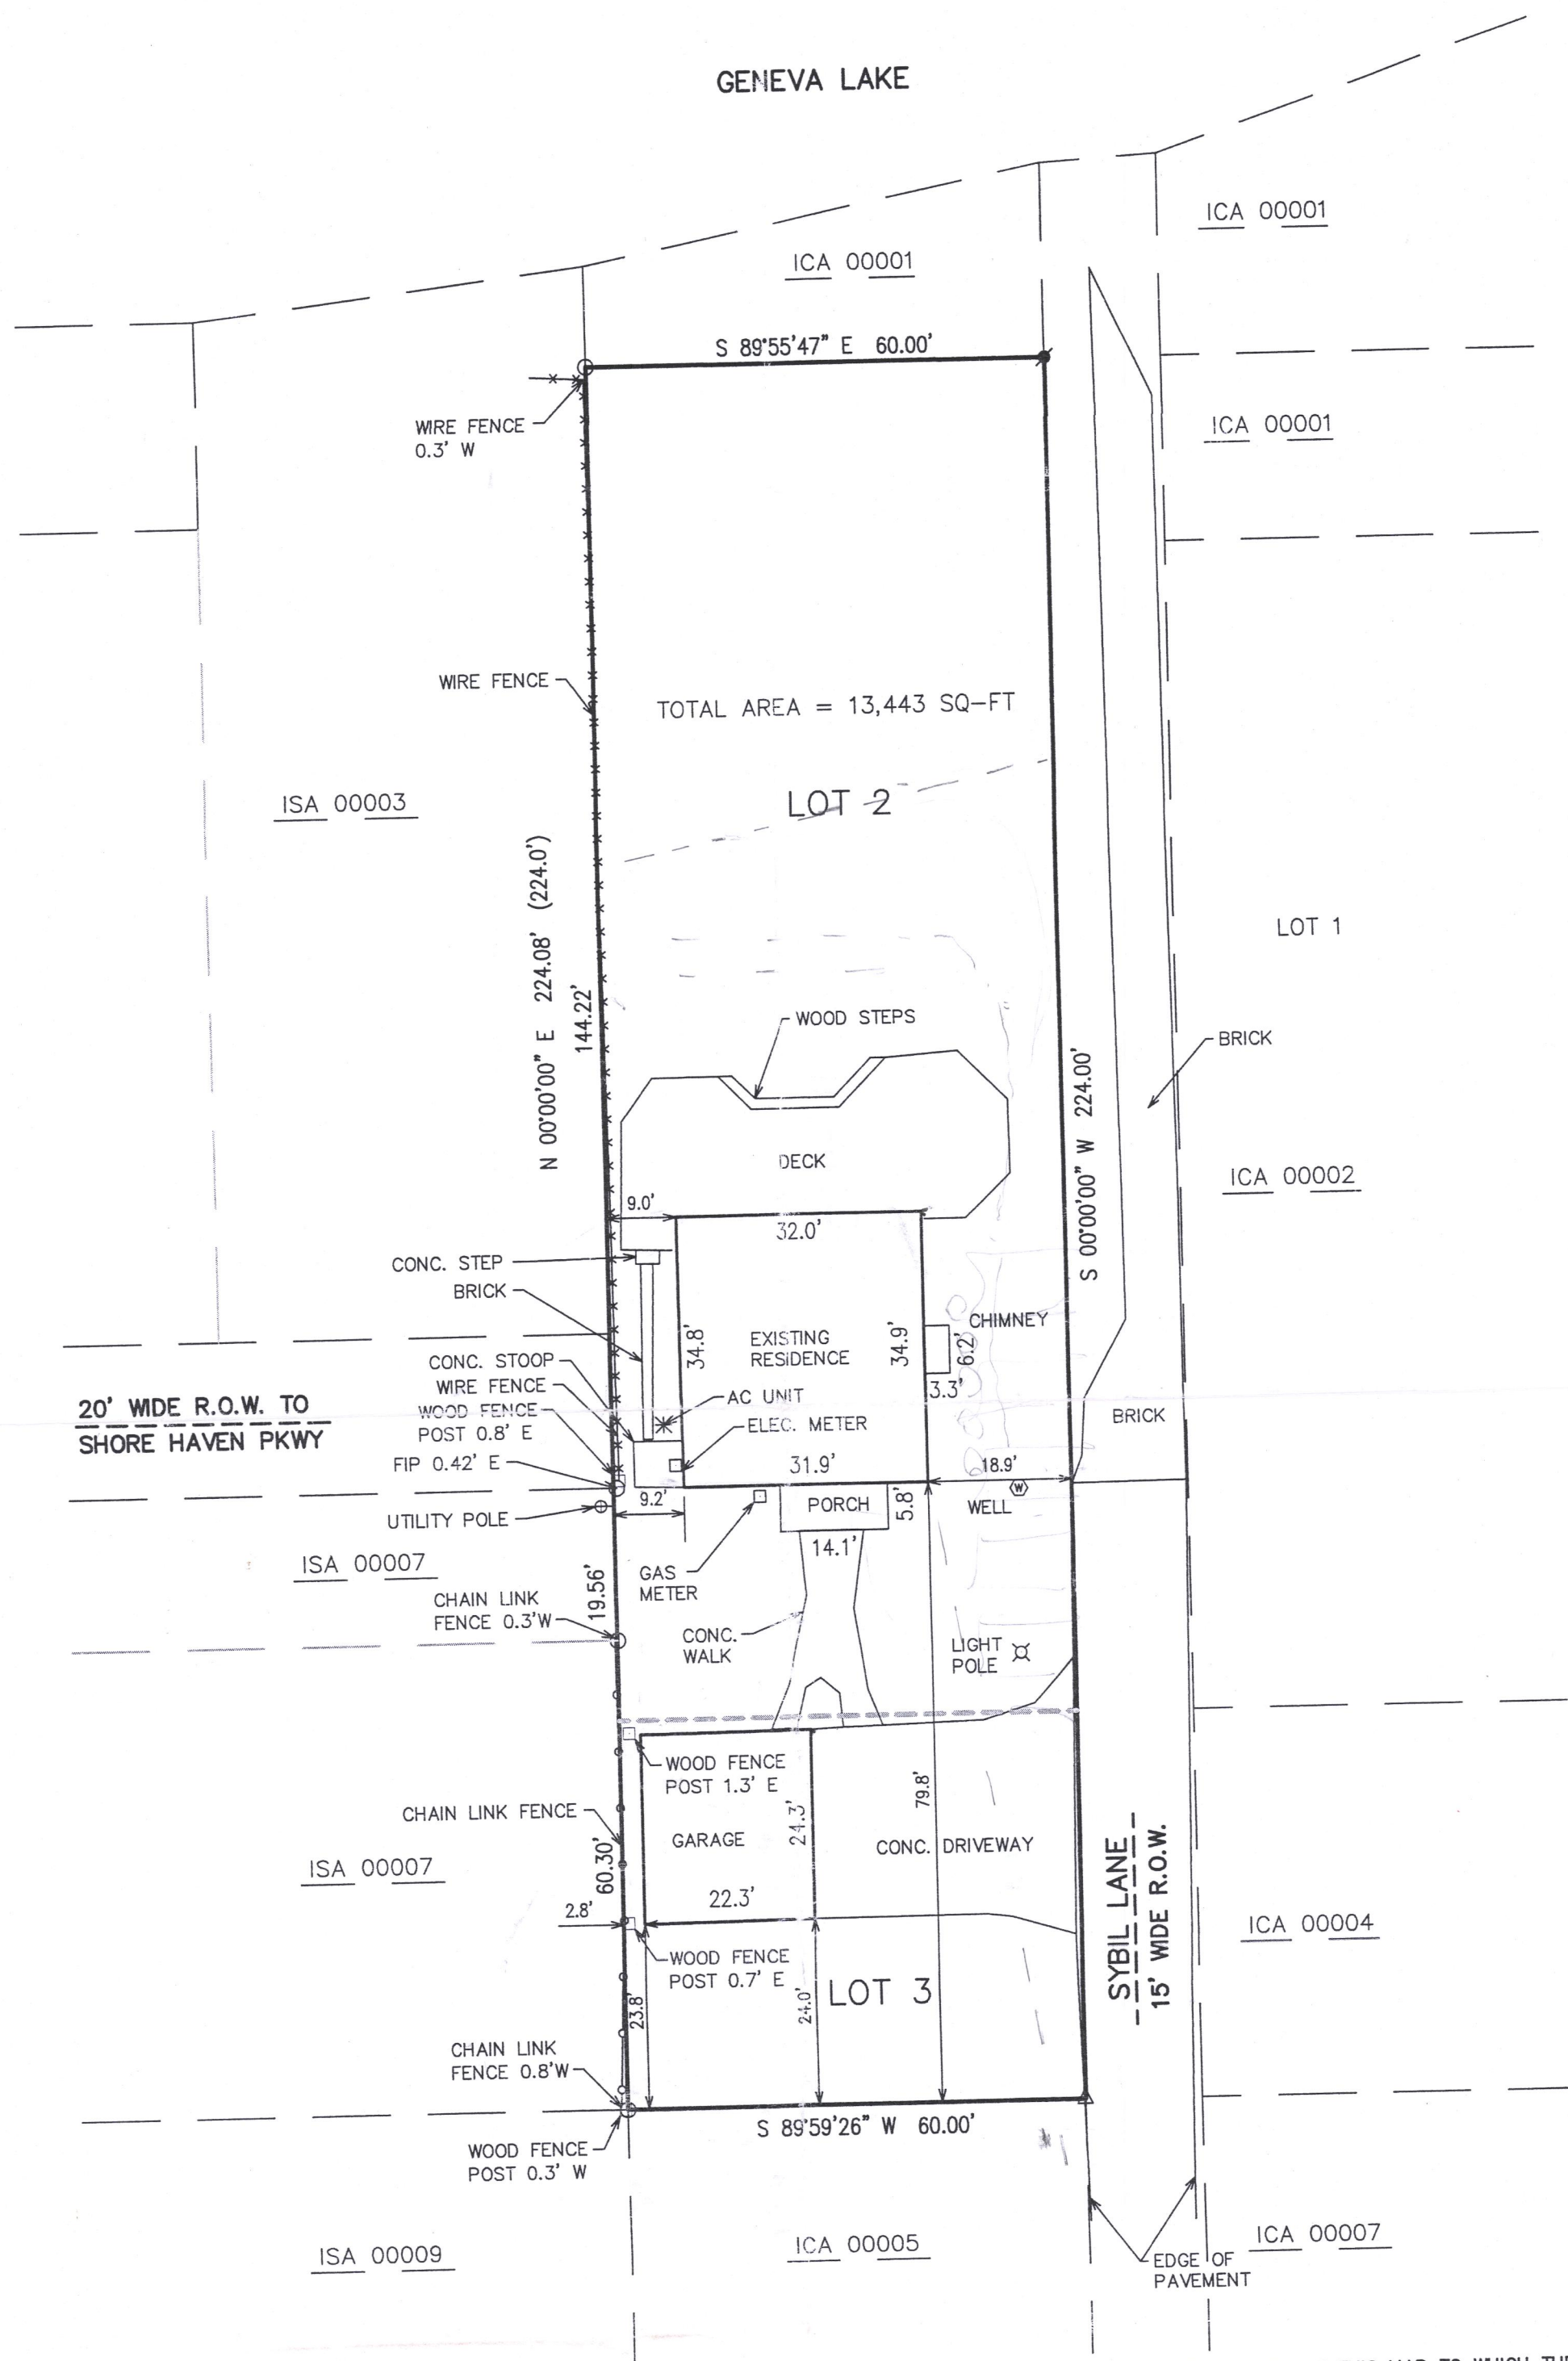 GENEVA LAKE
ICA 00001
ICA 00001
S 89°55'47" E 60.00'
WIRE FENCE
0.3' W
ICA 00001
WIRE FENCE
TOTAL AREA = 13,443 SQ-FT
ISA 00003
LOT 2
N 00°00'00" E 224.08' (224.0')
144.22'
LOT 1
WOOD STEPS
BRICK
S 00°00'00" W 224.00'
DECK
ICA 00002
9.0'
32.0'
CONC. STEP
BRICK
34.8'
EXISTING
RESIDENCE
34.9'
CHIMNEY
6.2'
3.3'
CONC. STOOP
WIRE FENCE
WOOD FENCE
POST 0.8' E
FIP 0.42' E
AC UNIT
ELEC. METER
BRICK
20' WIDE R.O.W. TO
SHORE HAVEN PKWY
31.9'
18.9'
9.2'
PORCH
5.8'
WELL
W
UTILITY POLE
14.1'
ISA 00007
GAS
METER
19.56'
CHAIN LINK
FENCE 0.3'W
CONC.
WALK
LIGHT
POLE
WOOD FENCE
POST 1.3' E
79.8'
CHAIN LINK FENCE
GARAGE
24.3'
CONC. DRIVEWAY
ISA 00007
60.30'
22.3'
2.8'
SYBIL LANE
15' WIDE R.O.W.
ICA 00004
WOOD FENCE
POST 0.7' E
23.8'
24.0'
LOT 3
CHAIN LINK
FENCE 0.8'W
S 89°59'26" W 60.00'
WOOD FENCE
POST 0.3' W
ISA 00009
ICA 00005
ICA 00007
EDGE OF
PAVEMENT